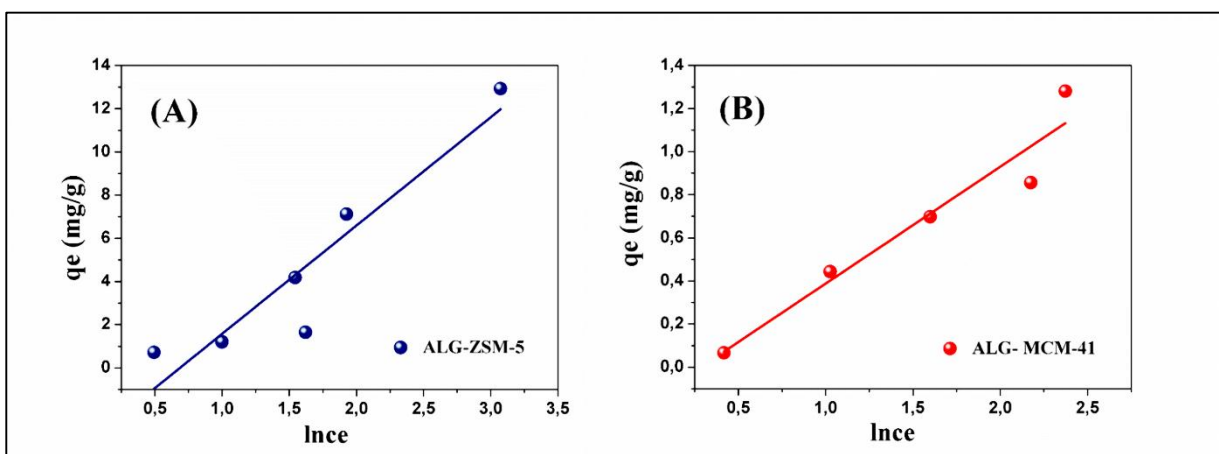 (A)
qe (mg/g)
14
12
10
8
6
4
2
0
0,5 1,0 1,5 2,0 2,5 3,0 3,5
lnce
ALG-ZSM-5
(B)
qe (mg/g)
1,4
1,2
1,0
0,8
0,6
0,4
0,2
0,0
0,5 1,0 1,5 2,0 2,5
lnce
ALG- MCM-41